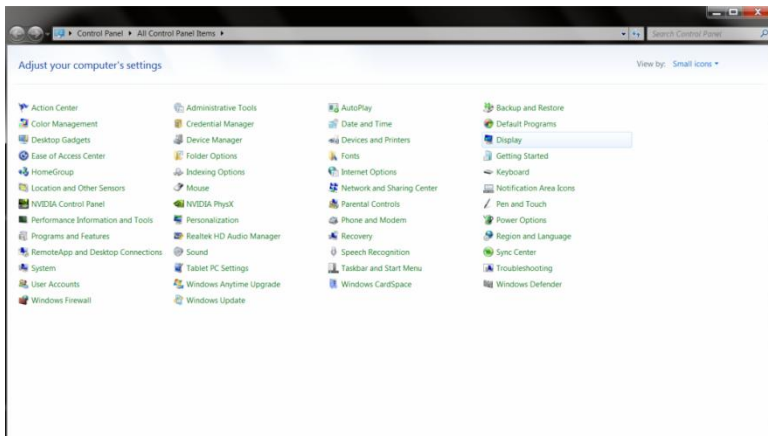 Control Panel ▸ All Control Panel Items ▸ Search Control Panel
Adjust your computer's settings View by: Small icons
Action Center Administrative Tools AutoPlay Backup and Restore
Color Management Credential Manager Date and Time Default Programs
Desktop Gadgets Device Manager Devices and Printers Display
Ease of Access Center Folder Options Fonts Getting Started
HomeGroup Indexing Options Internet Options Keyboard
Location and Other Sensors Mouse Network and Sharing Center Notification Area Icons
NVIDIA Control Panel NVIDIA PhysX Parental Controls Pen and Touch
Performance Information and Tools Personalization Phone and Modem Power Options
Programs and Features Realtek HD Audio Manager Recovery Region and Language
RemoteApp and Desktop Connections Sound Speech Recognition Sync Center
System Tablet PC Settings Taskbar and Start Menu Troubleshooting
User Accounts Windows Anytime Upgrade Windows CardSpace Windows Defender
Windows Firewall Windows Update